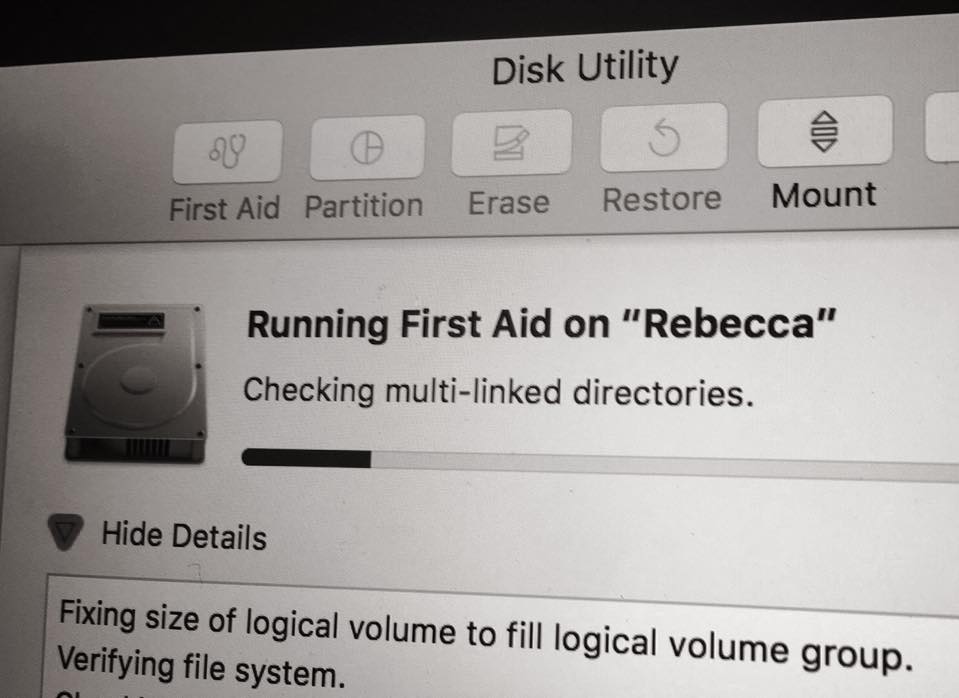 Disk Utility
First Aid
Partition
Erase
Restore
Mount
Running First Aid on “Rebecca”
Checking multi-linked directories.
Hide Details
Fixing size of logical volume to fill logical volume group.
Verifying file system.